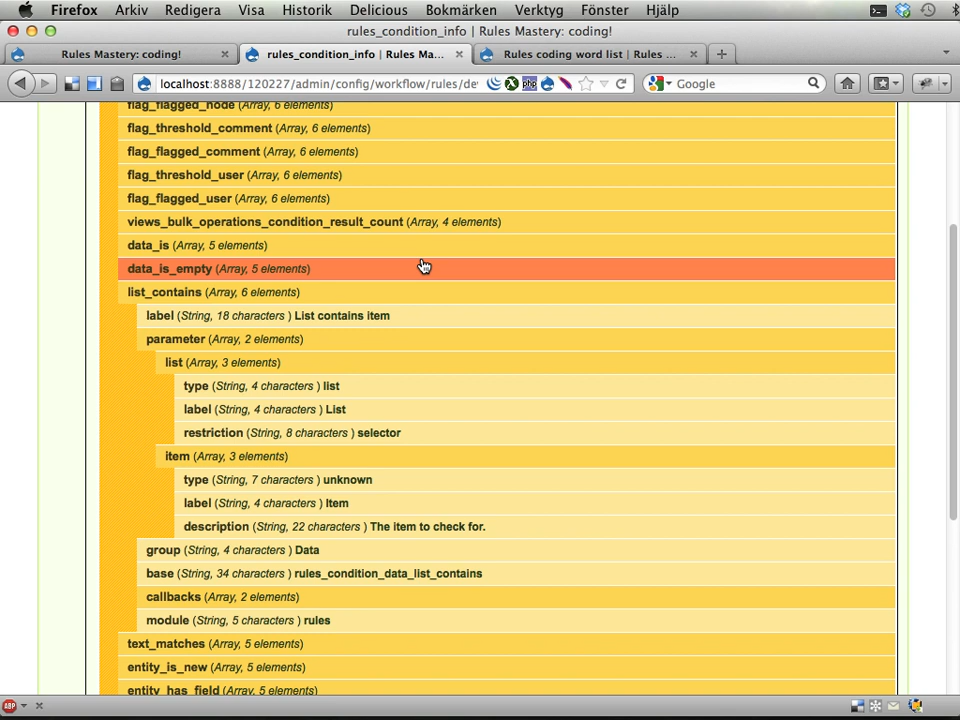 Firefox Arkiv Redigera Visa Historik Delicious Bokmärken Verktyg Fönster Hjälp
rules_condition_info | Rules Mastery: coding!
Rules Mastery: coding! rules_condition_info | Rules Ma... Rules coding word list | Rules ...
localhost:8888/120227/admin/config/workflow/rules/de php Google
flag_flagged_node (Array, 6 elements)
flag_threshold_comment (Array, 6 elements)
flag_flagged_comment (Array, 6 elements)
flag_threshold_user (Array, 6 elements)
flag_flagged_user (Array, 6 elements)
views_bulk_operations_condition_result_count (Array, 4 elements)
data_is (Array, 5 elements)
data_is_empty (Array, 5 elements)
list_contains (Array, 6 elements)
label (String, 18 characters ) List contains item
parameter (Array, 2 elements)
list (Array, 3 elements)
type (String, 4 characters ) list
label (String, 4 characters ) List
restriction (String, 8 characters ) selector
item (Array, 3 elements)
type (String, 7 characters ) unknown
label (String, 4 characters ) Item
description (String, 22 characters ) The item to check for.
group (String, 4 characters ) Data
base (String, 34 characters ) rules_condition_data_list_contains
callbacks (Array, 2 elements)
module (String, 5 characters ) rules
text_matches (Array, 5 elements)
entity_is_new (Array, 5 elements)
entity_has_field (Array, 5 elements)
ABP